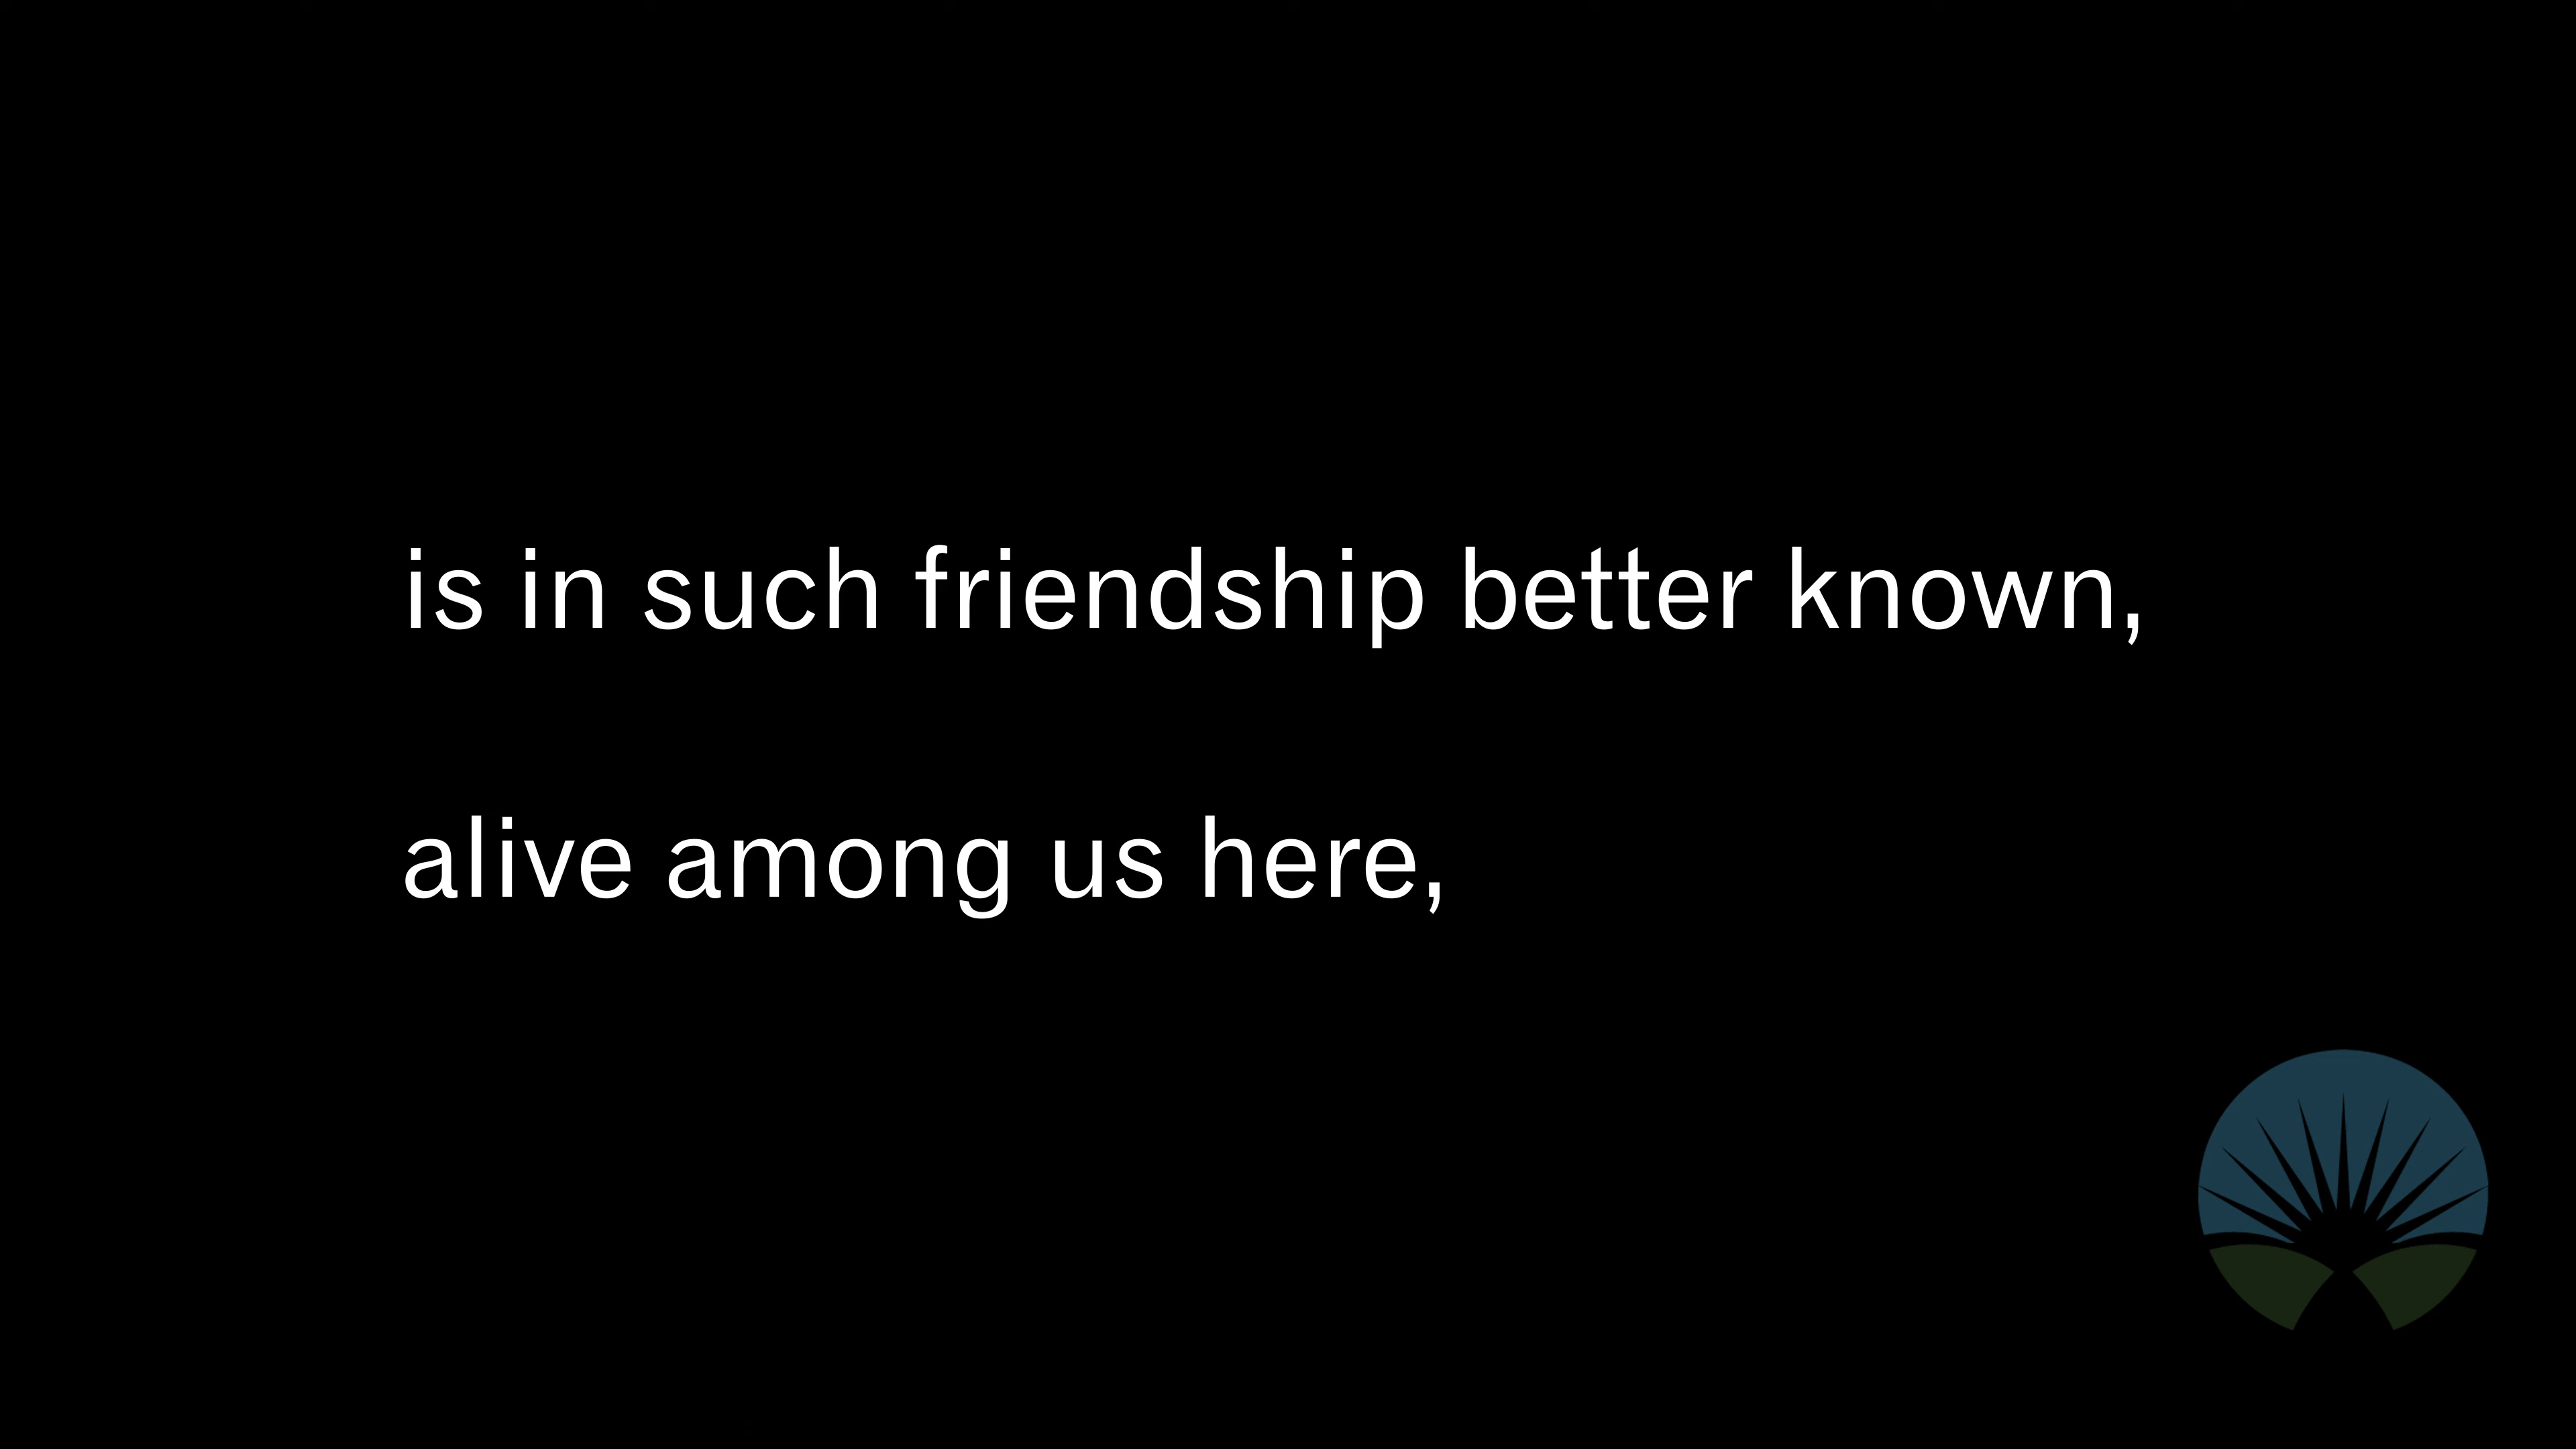 is in such friendship better known,
alive among us here,